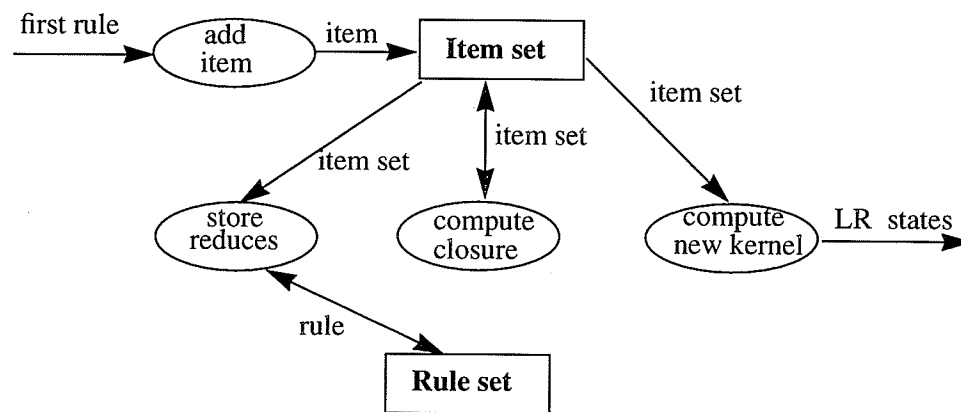 first rule
add
item
item
Item set
item set
item set
item set
store
reduces
compute
closure
compute
new kernel
LR states
rule
Rule set